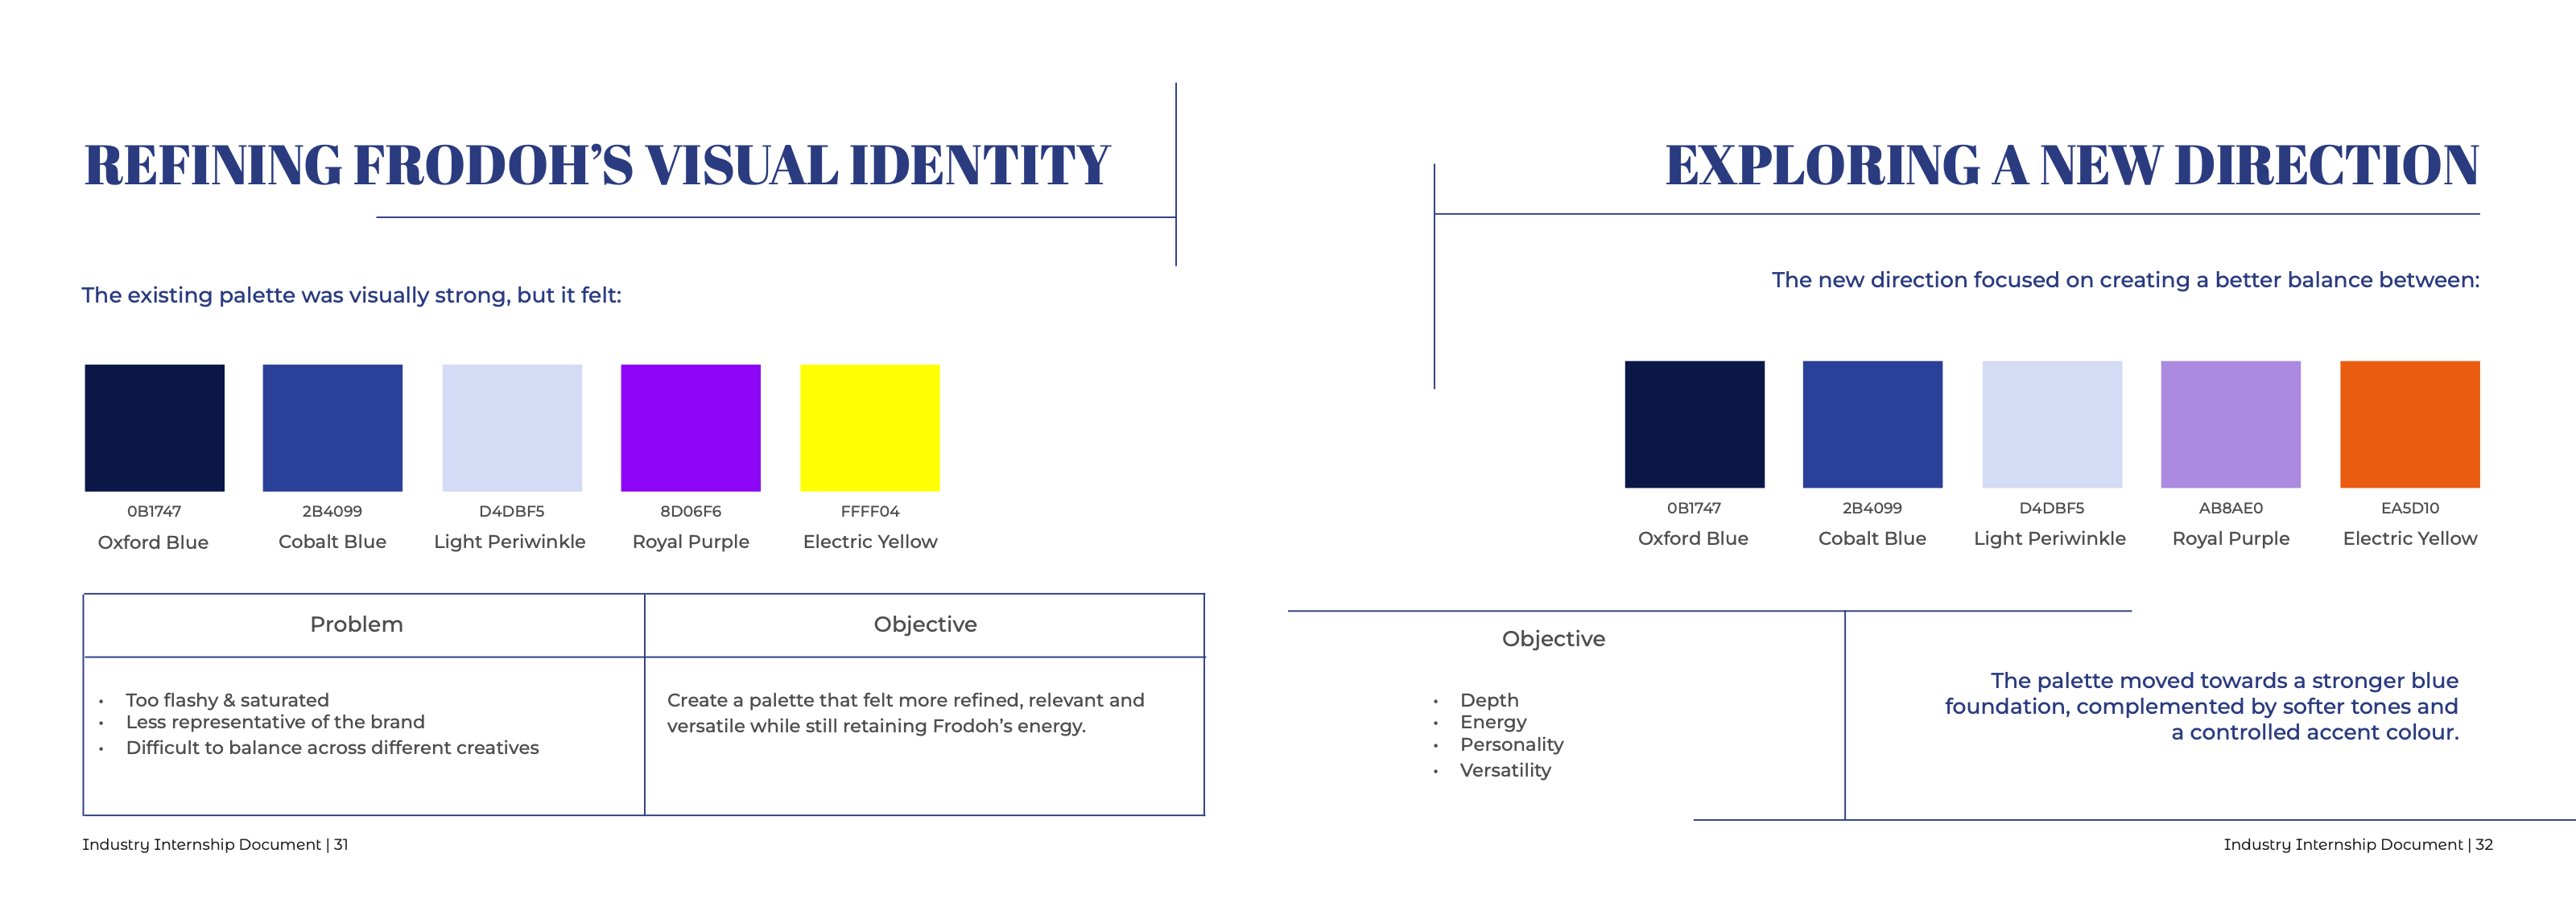 REFINING FRODOH’S VISUAL IDENTITY
The existing palette was visually strong, but it felt:
0B1747
2B4099
D4DBF5
8D06F6
FFFF04
Oxford Blue
Cobalt Blue
Light Periwinkle
Royal Purple
Electric Yellow
Problem
Objective
• Too flashy & saturated
• Less representative of the brand
• Difficult to balance across different creatives
Create a palette that felt more refined, relevant and
versatile while still retaining Frodoh’s energy.
Industry Internship Document | 31
EXPLORING A NEW DIRECTION
The new direction focused on creating a better balance between:
0B1747
2B4099
D4DBF5
AB8AE0
EA5D10
Oxford Blue
Cobalt Blue
Light Periwinkle
Royal Purple
Electric Yellow
Objective
• Depth
• Energy
• Personality
• Versatility
The palette moved towards a stronger blue
foundation, complemented by softer tones and
a controlled accent colour.
Industry Internship Document | 32